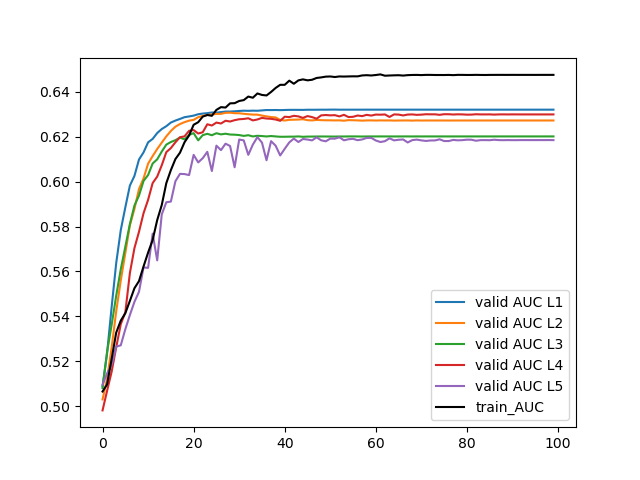 0.64
0.62
0.60
0.58
0.56
0.54
0.52
0.50
valid AUC L1
valid AUC L2
valid AUC L3
valid AUC L4
valid AUC L5
train_AUC
0 20 40 60 80 100